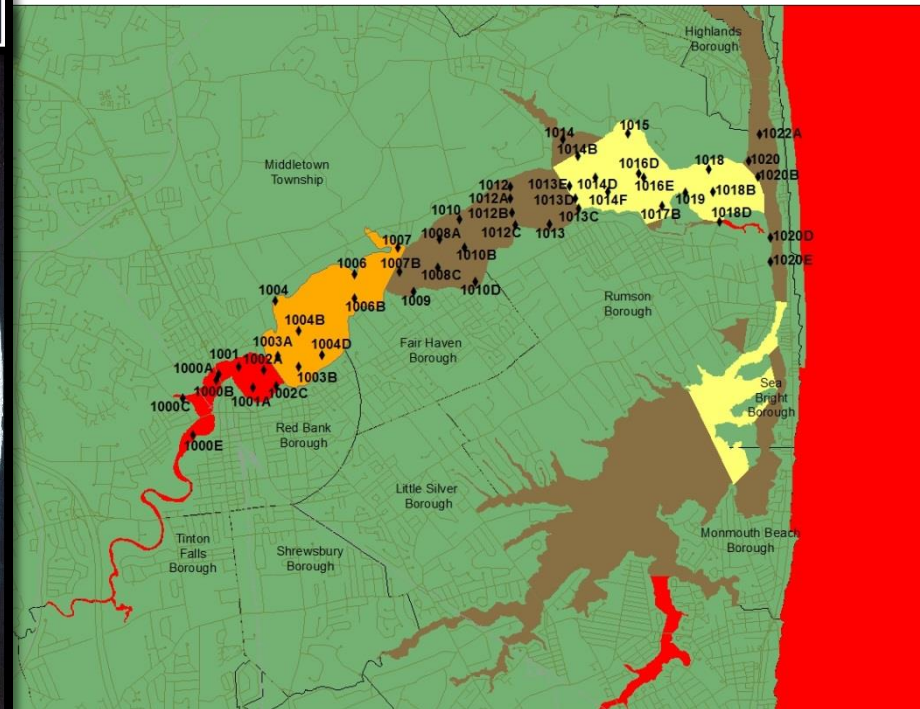 Highlands
Borough
1022A
1014
1015
1014B
1018
1020
1016D
1020B
1016E
Middletown
Township
1012
1013E
1014D
1018B
1012A
1013D
1014F
1019
1012B
1013C
1017B
1018D
1010
1012C
1013
1020D
1007
1008A
1010B
1020E
1007B
1006
1008C
1010D
1009
1004
1006B
Rumson
Borough
1004B
Fair Haven
Borough
1003A
1004D
1001
1002A
1000A
1003B
1000B
1001A
1002C
1000C
Sea
Bright
Borough
Red Bank
Borough
1000E
Little Silver
Borough
Tinton
Falls
Borough
Shrewsbury
Borough
Monmouth Beach
Borough